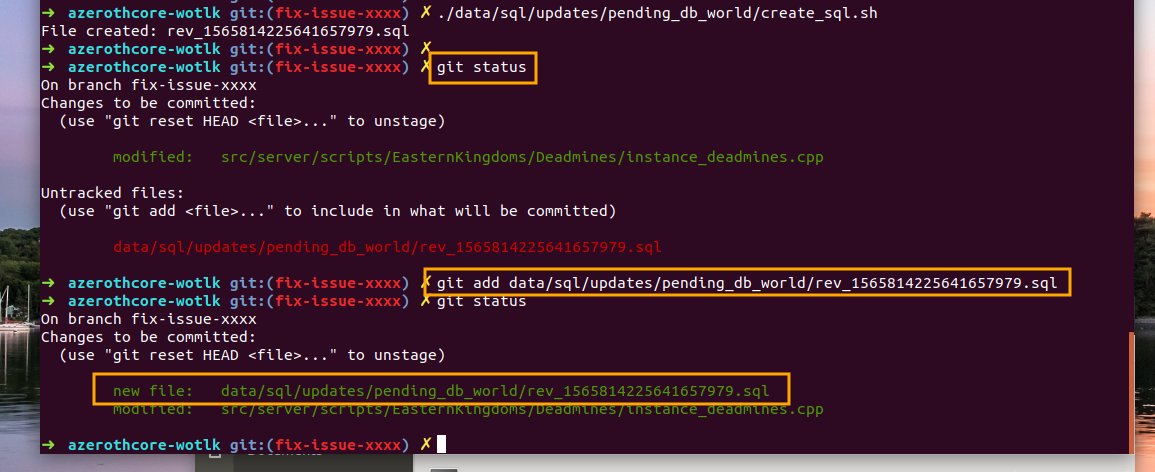 ➜  azerothcore-wotlk git:(fix-issue-xxxx) ✗ ./data/sql/updates/pending_db_world/create_sql.sh
File created: rev_1565814225641657979.sql
➜  azerothcore-wotlk git:(fix-issue-xxxx) ✗
➜  azerothcore-wotlk git:(fix-issue-xxxx) ✗ git status
On branch fix-issue-xxxx
Changes to be committed:
  (use "git reset HEAD <file>..." to unstage)
        modified:   src/server/scripts/EasternKingdoms/Deadmines/instance_deadmines.cpp
Untracked files:
  (use "git add <file>..." to include in what will be committed)
        data/sql/updates/pending_db_world/rev_1565814225641657979.sql
➜  azerothcore-wotlk git:(fix-issue-xxxx) ✗ git add data/sql/updates/pending_db_world/rev_1565814225641657979.sql
➜  azerothcore-wotlk git:(fix-issue-xxxx) ✗ git status
On branch fix-issue-xxxx
Changes to be committed:
  (use "git reset HEAD <file>..." to unstage)
        new file:   data/sql/updates/pending_db_world/rev_1565814225641657979.sql
        modified:   src/server/scripts/EasternKingdoms/Deadmines/instance_deadmines.cpp
➜  azerothcore-wotlk git:(fix-issue-xxxx) ✗